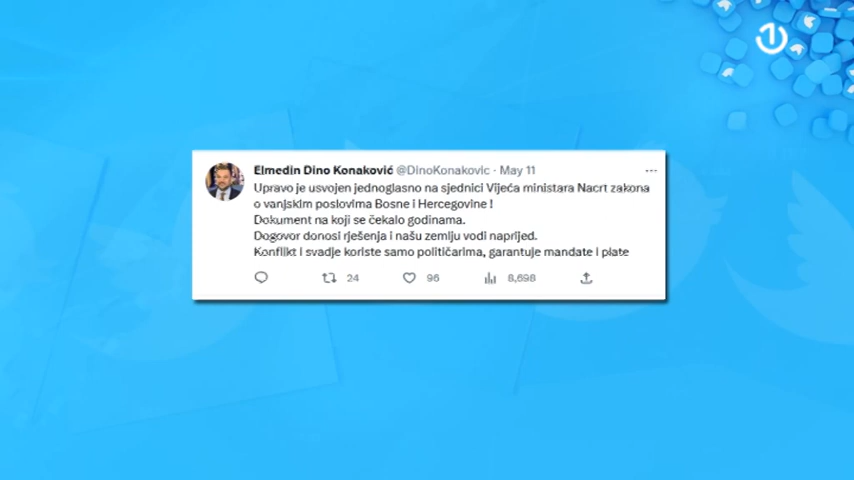 Elmedin Dino Konaković @DinoKonakovic · May 11
Upravo je usvojen jednoglasno na sjednici Vijeća ministara Nacrt zakona
o vanjskim poslovima Bosne i Hercegovine !
Dokument na koji se čekalo godinama.
Dogovor donosi rješenja i našu zemlju vodi naprijed.
Konflikt i svadje koriste samo političarima, garantuje mandate i plate
24 96 8,698